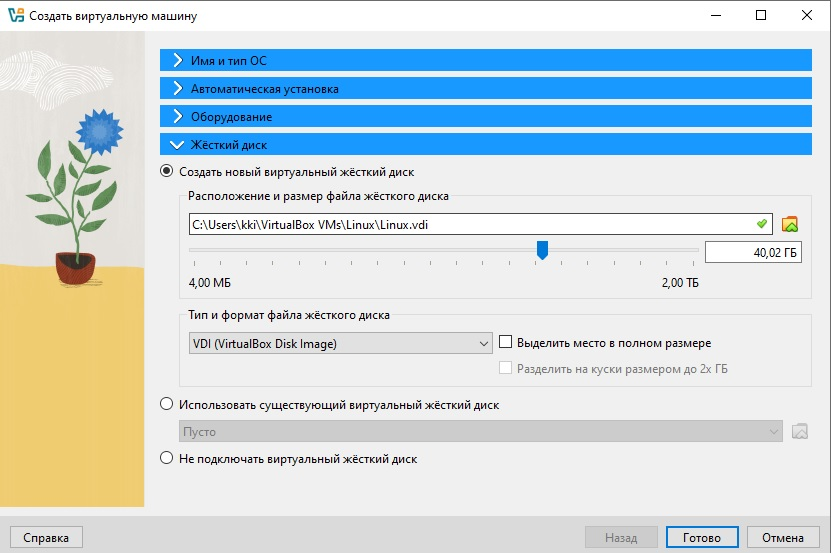 Создать виртуальную машину
Имя и тип ОС
Автоматическая установка
Оборудование
Жёсткий диск
Создать новый виртуальный жёсткий диск
Расположение и размер файла жёсткого диска
C:\Users\kki\VirtualBox VMs\Linux\Linux.vdi
40,02 ГБ
4,00 МБ
2,00 ТБ
Тип и формат файла жёсткого диска
VDI (VirtualBox Disk Image)
Выделить место в полном размере
Разделить на куски размером до 2х ГБ
Использовать существующий виртуальный жёсткий диск
Пусто
Не подключать виртуальный жёсткий диск
Справка
Назад
Готово
Отмена